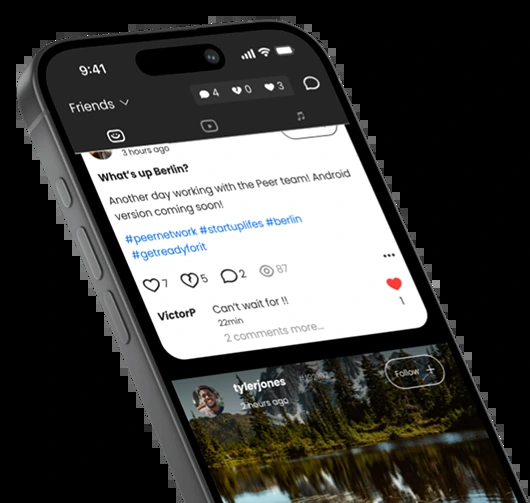 9:41
Friends
4 0 3
3 hours ago
What's up Berlin?
Another day working with the Peer team! Android
version coming soon!
#peernetwork #startuplifes #berlin
#getreadyforit
7 5 2 87
VictorP Can't wait for !!
22min
1
2 comments more...
tylerjones
2 hours ago
Follow +